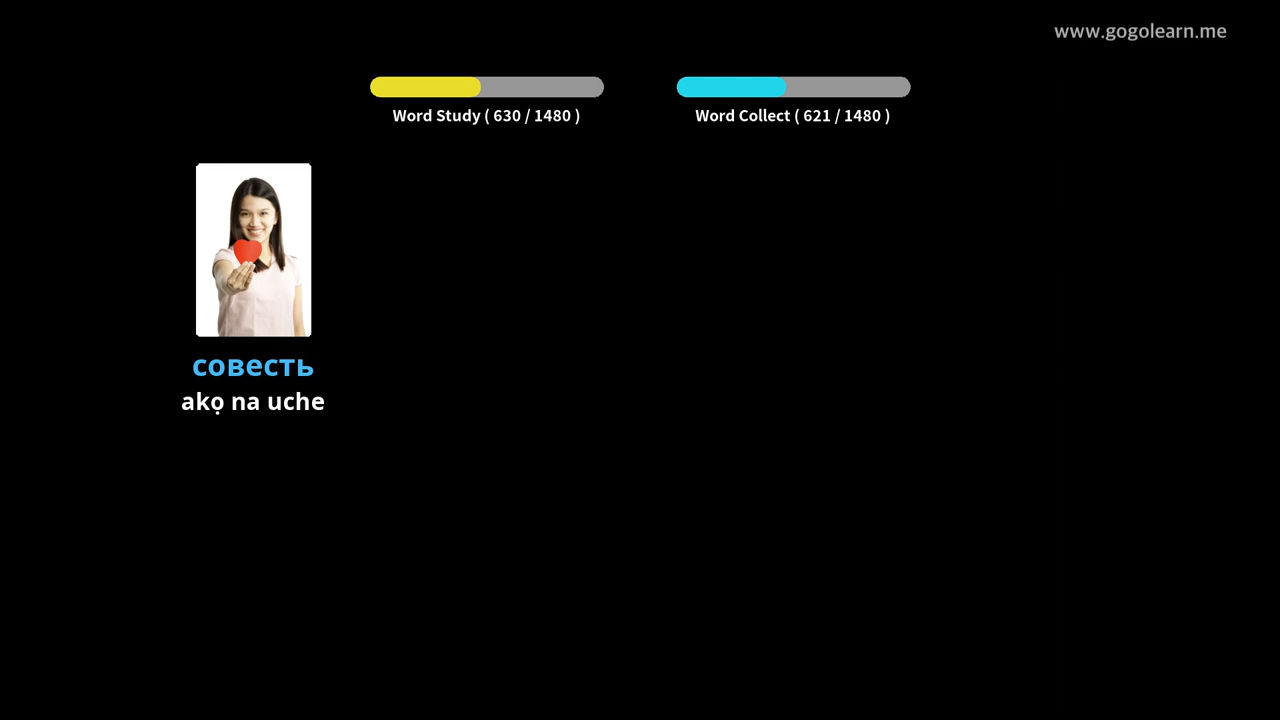 www.gogolearn.me
Word Study ( 630 / 1480 )
Word Collect ( 621 / 1480 )
совесть
akọ na uche